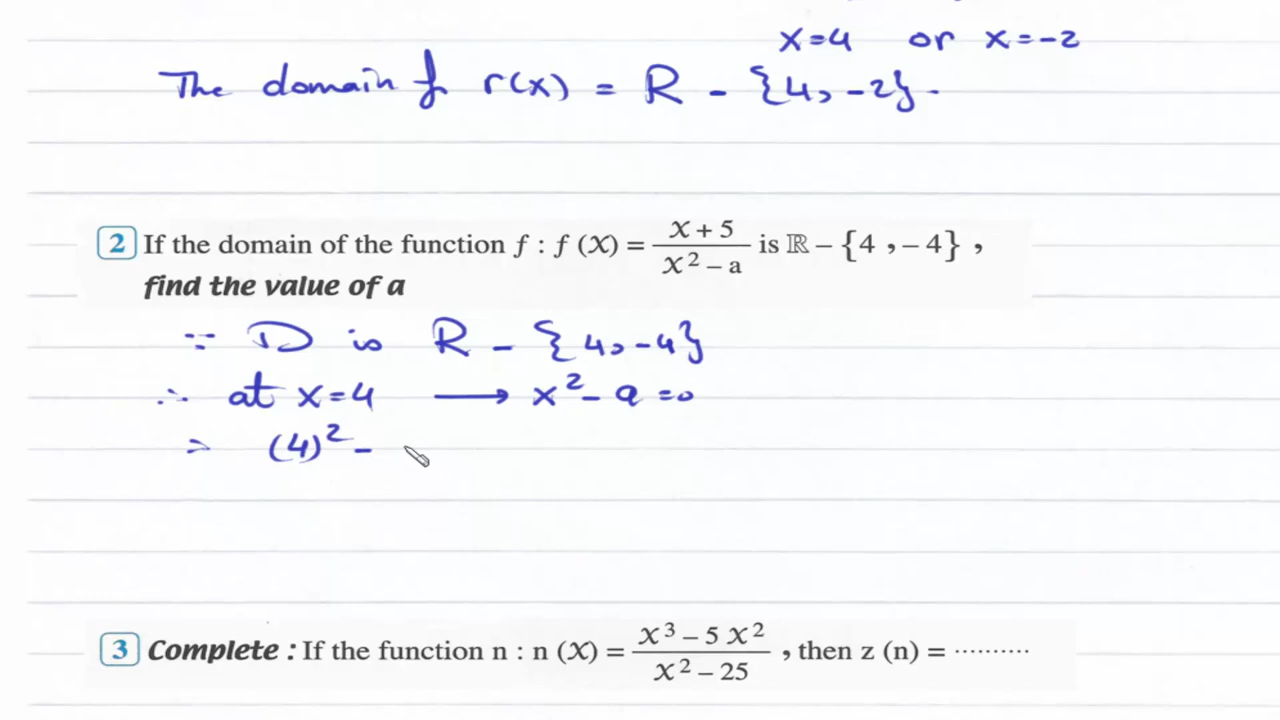 x=4 or x=-2
The domain of r(x) = R - {4, -2}.
2 If the domain of the function f : f (X) = (X + 5) / (X² – a) is ℝ – {4 , – 4} ,
find the value of a
∵ D is R - {4, -4}
∴ at x=4 ⟶ x² - a =0
⇒ (4)² -
3 Complete : If the function n : n (X) = (X³ – 5 X²) / (X² – 25) , then z (n) = ··········